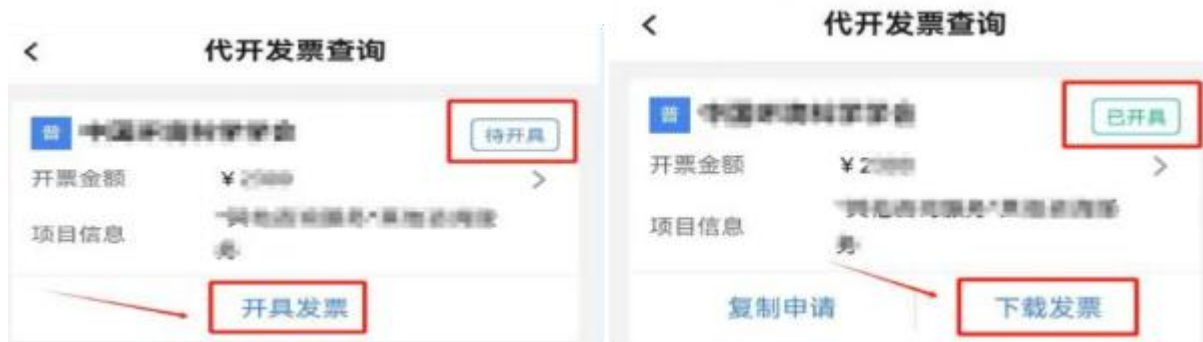 代开发票查询
普
待开具
开票金额 ¥
项目信息
开具发票
代开发票查询
普
已开具
开票金额 ¥2
项目信息
复制申请 下载发票